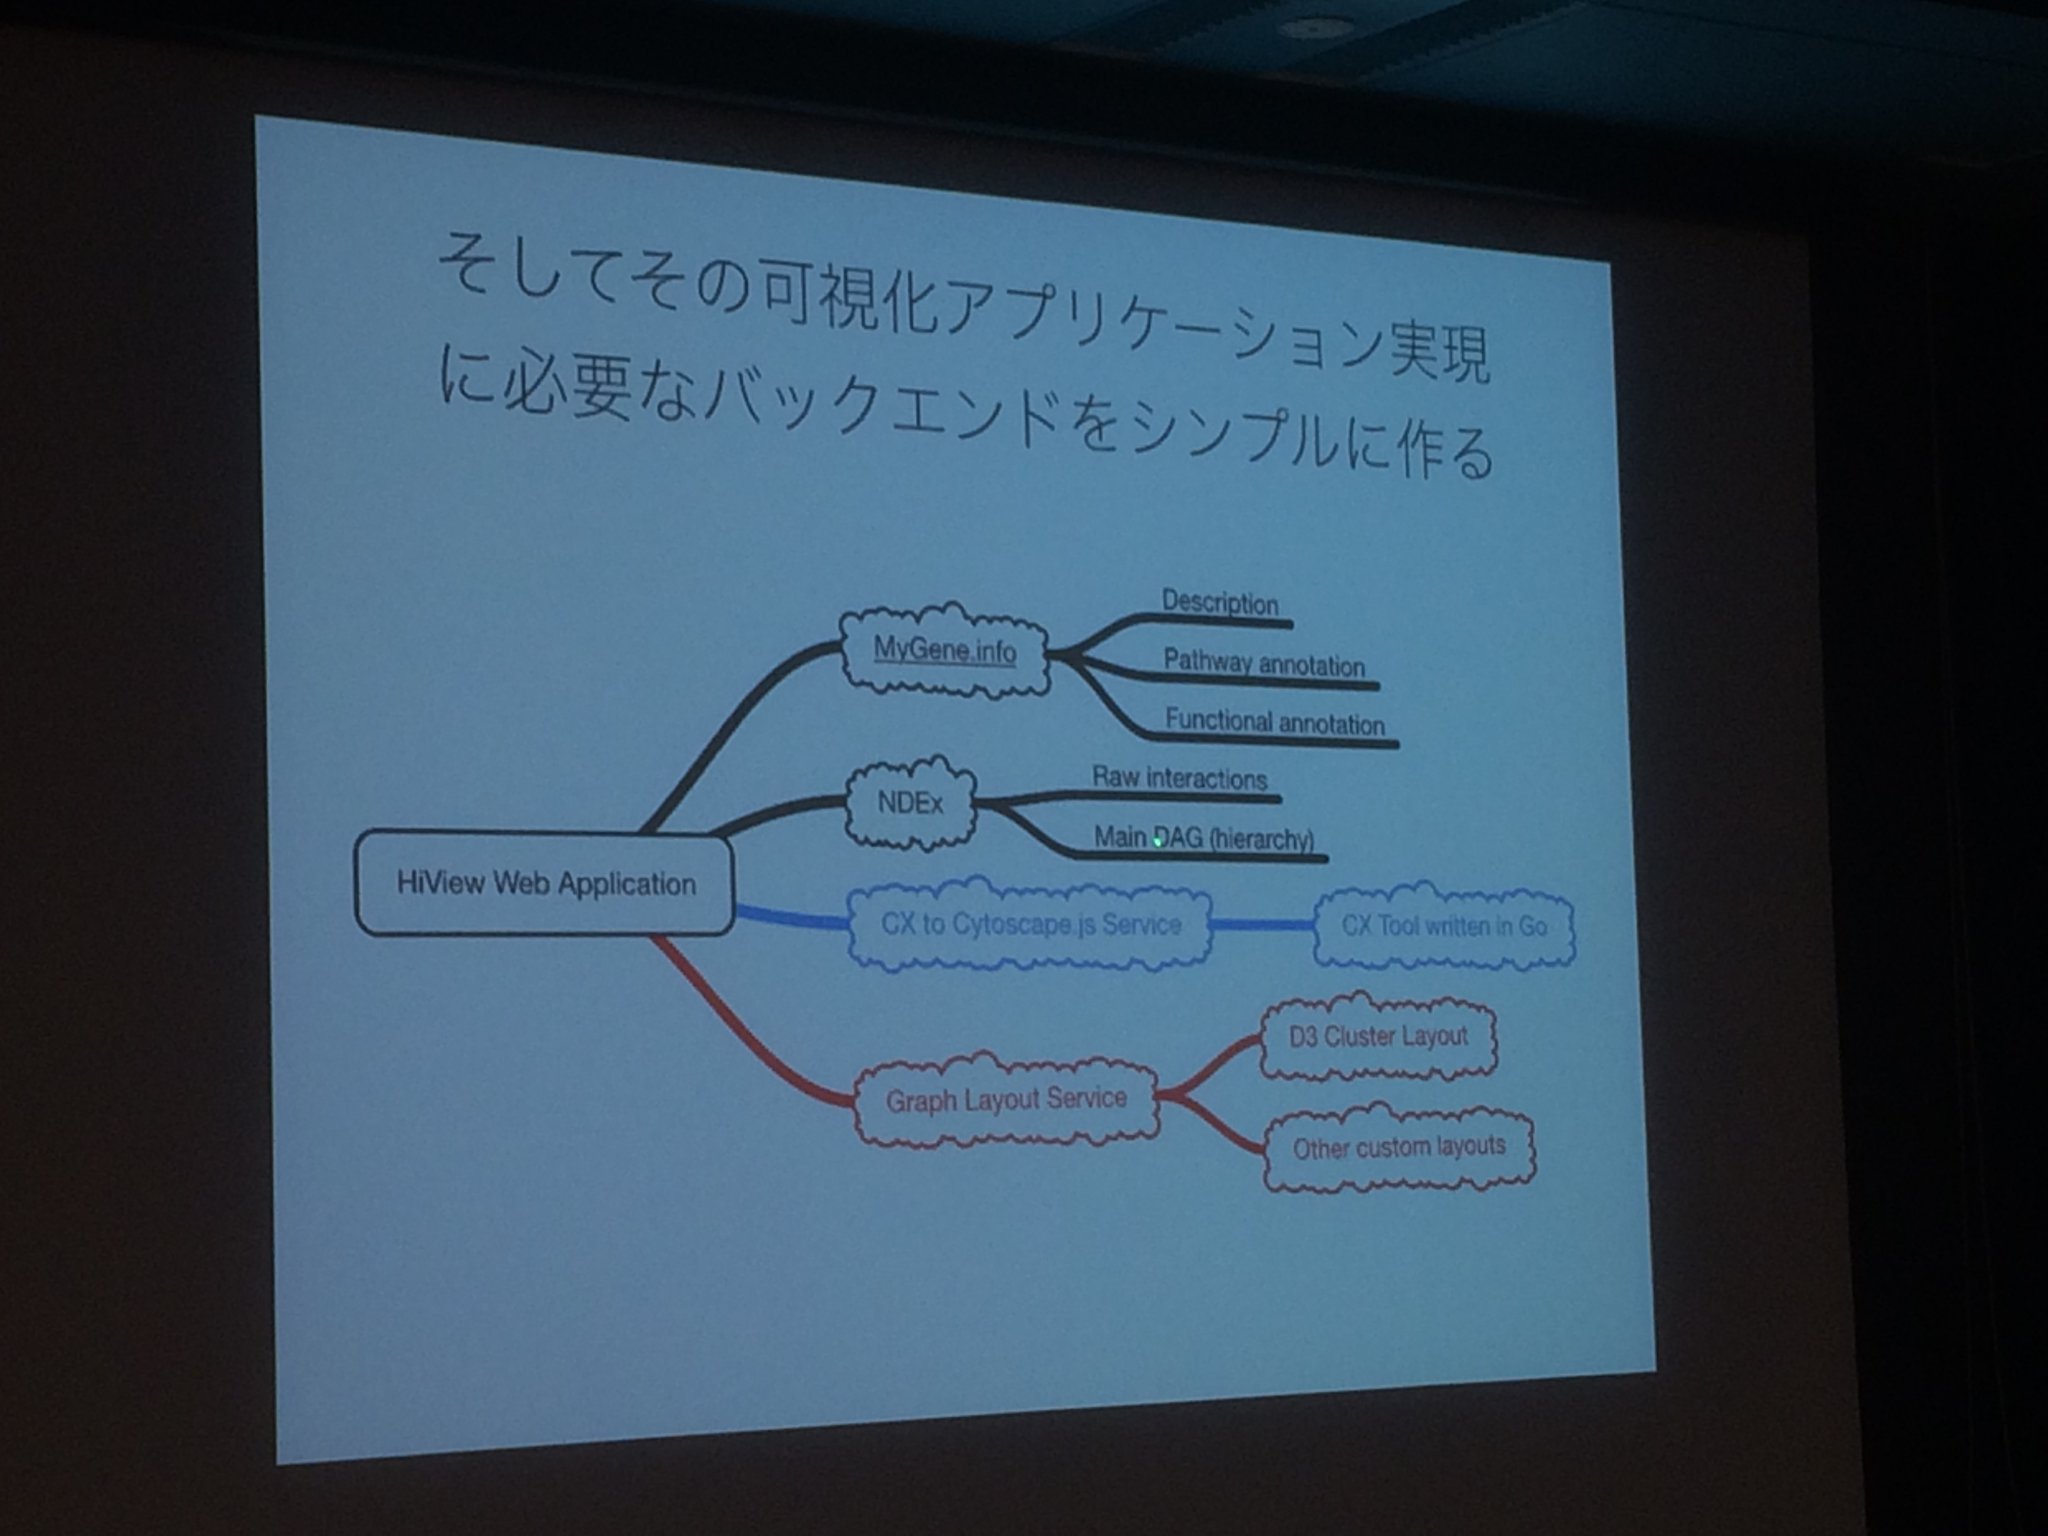 そしてその可視化アプリケーション実現
に必要なバックエンドをシンプルに作る
Description
MyGene.info
Pathway annotation
Functional annotation
Raw interactions
NDEx
Main DAG (hierarchy)
HiView Web Application
CX to Cytoscape.js Service
CX Tool written in Go
D3 Cluster Layout
Graph Layout Service
Other custom layouts